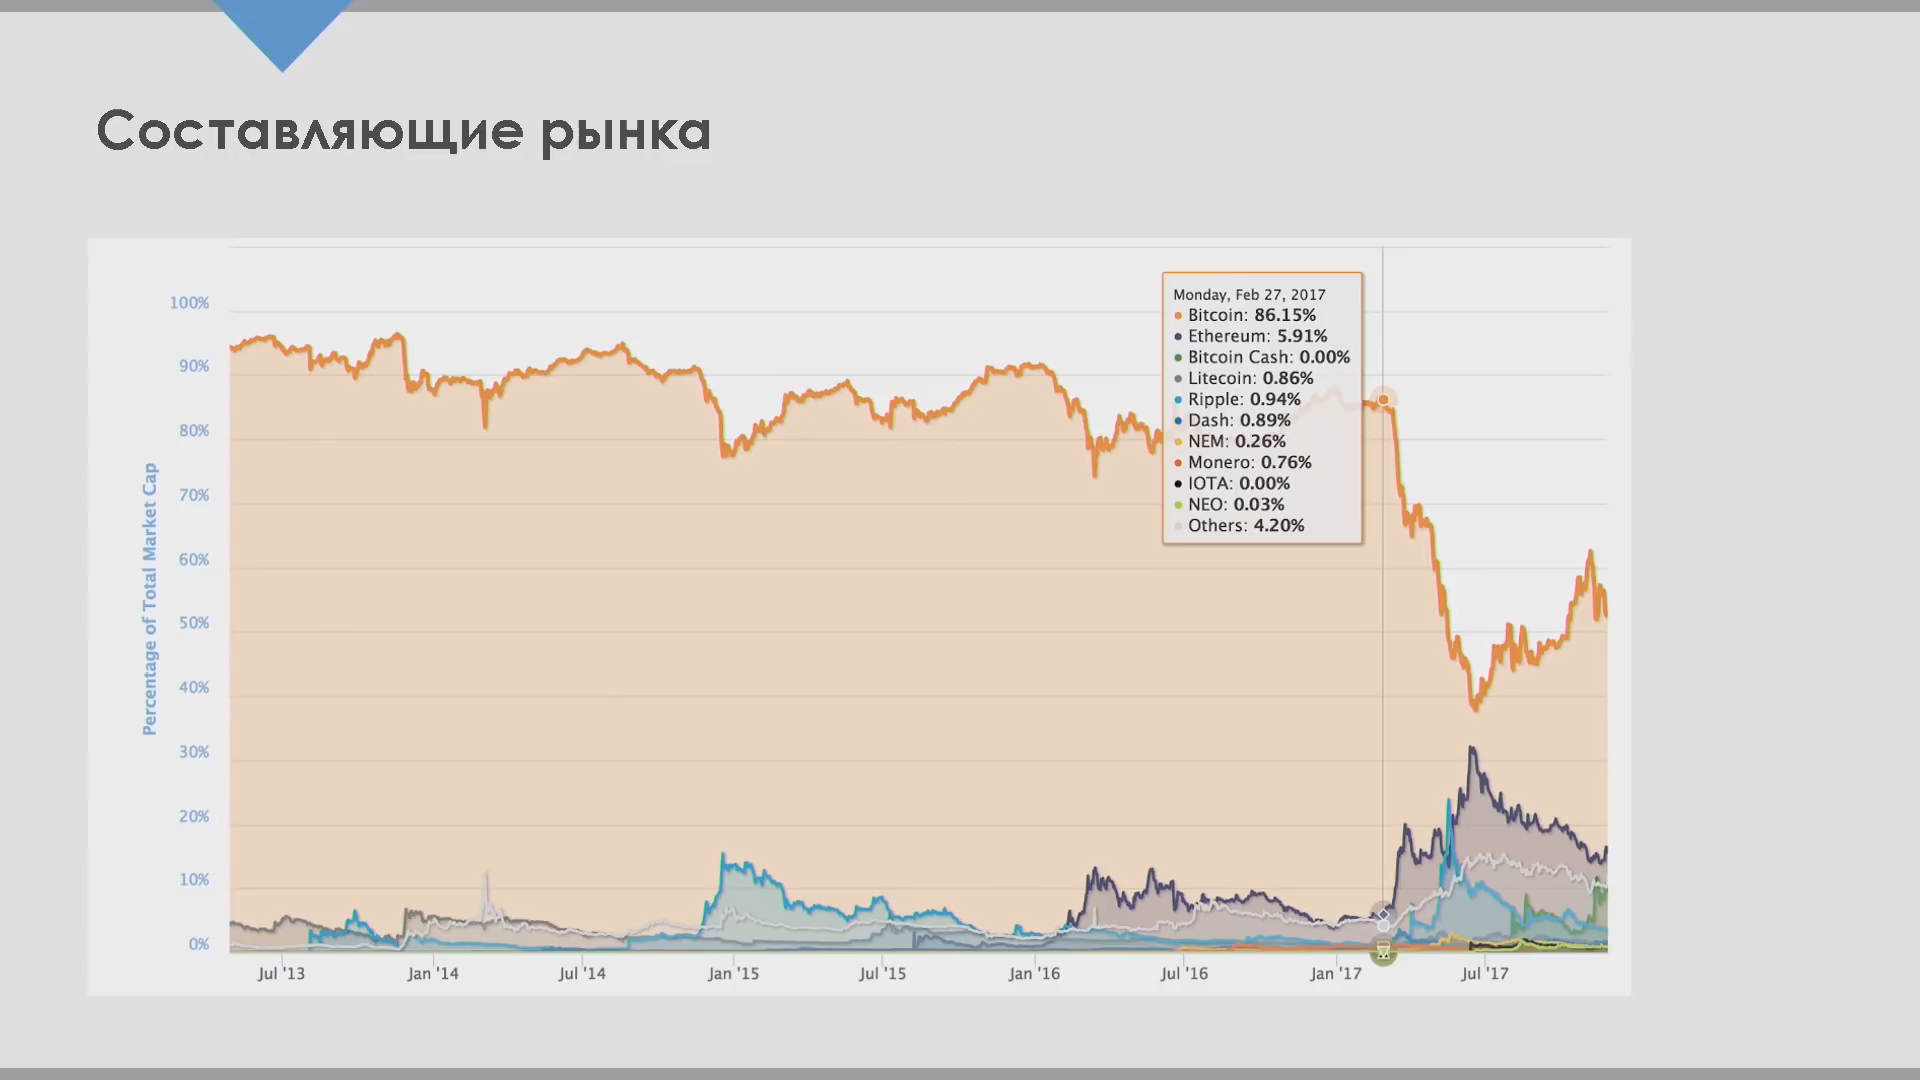 Составляющие рынка
Percentage of Total Market Cap
100%
90%
80%
70%
60%
50%
40%
30%
20%
10%
0%
Monday, Feb 27, 2017
Bitcoin: 86.15%
Ethereum: 5.91%
Bitcoin Cash: 0.00%
Litecoin: 0.86%
Ripple: 0.94%
Dash: 0.89%
NEM: 0.26%
Monero: 0.76%
IOTA: 0.00%
NEO: 0.03%
Others: 4.20%
Jul '13 Jan '14 Jul '14 Jan '15 Jul '15 Jan '16 Jul '16 Jan '17 Jul '17